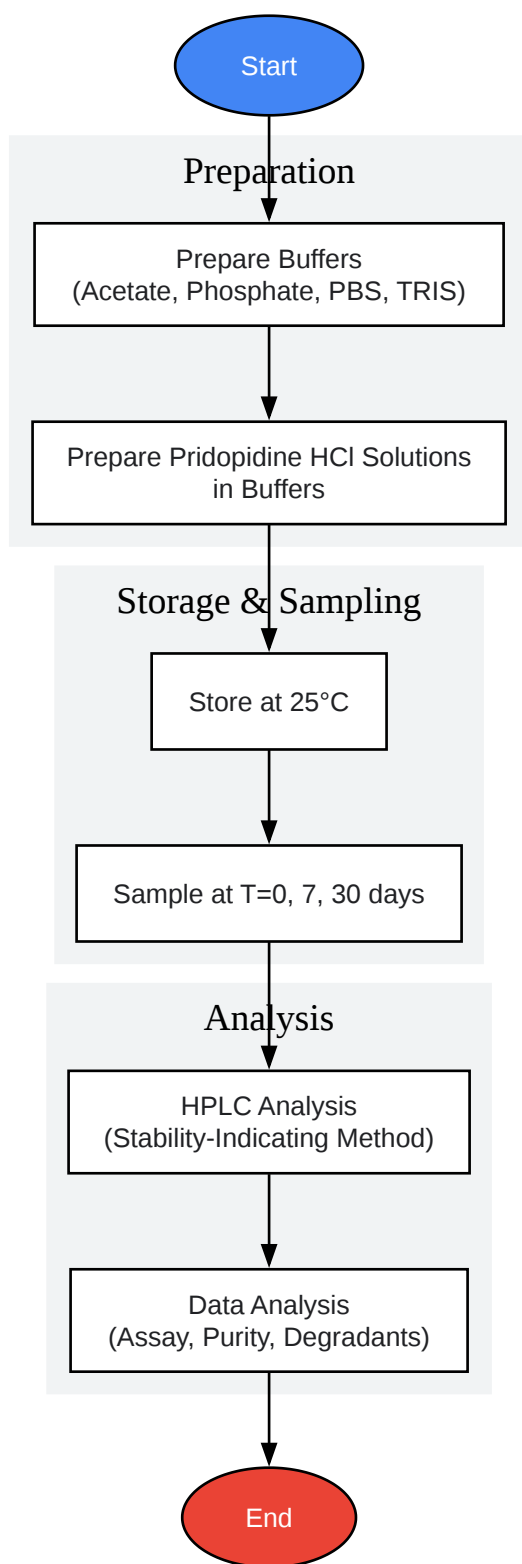 Start
Preparation
Prepare Buffers
(Acetate, Phosphate, PBS, TRIS)
Prepare Pridopidine HCl Solutions
in Buffers
Storage & Sampling
Store at 25°C
Sample at T=0, 7, 30 days
Analysis
HPLC Analysis
(Stability-Indicating Method)
Data Analysis
(Assay, Purity, Degradants)
End